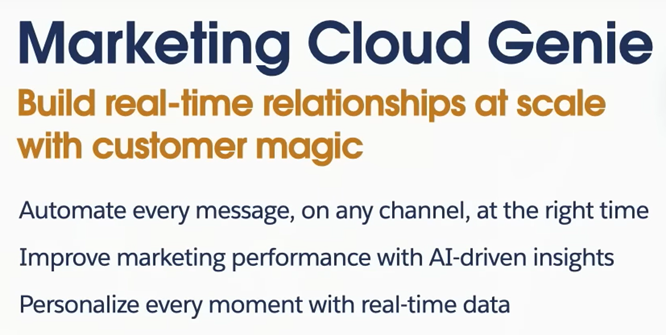 Marketing Cloud Genie
Build real-time relationships at scale
with customer magic
Automate every message, on any channel, at the right time
Improve marketing performance with AI-driven insights
Personalize every moment with real-time data